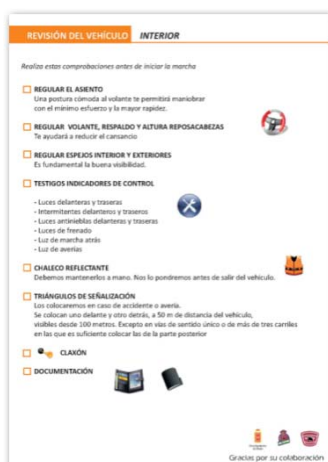 REVISIÓN DEL VEHÍCULO INTERIOR
Realiza estas comprobaciones antes de iniciar la marcha
REGULAR EL ASIENTO
Una postura cómoda al volante te permitirá maniobrar
con el mínimo esfuerzo y la mayor rapidez.
REGULAR VOLANTE, RESPALDO Y ALTURA REPOSACABEZAS
Te ayudará a reducir el cansancio
REGULAR ESPEJOS INTERIOR Y EXTERIORES
Es fundamental la buena visibilidad.
TESTIGOS INDICADORES DE CONTROL
- Luces delanteras y traseras
- Intermitentes delanteros y traseros
- Luces antinieblas delanteras y traseras
- Luces de frenado
- Luz de marcha atrás
- Luz de averías
CHALECO REFLECTANTE
Debemos mantenerlos a mano. Nos lo pondremos antes de salir del vehículo.
TRIÁNGULOS DE SEÑALIZACIÓN
Los colocaremos en caso de accidente o avería.
Se colocan uno delante y otro detrás, a 50 m de distancia del vehículo,
visibles desde 100 metros. Excepto en vías de sentido único o de más de tres carriles
en las que es suficiente colocar las de la parte posterior
CLAXÓN
DOCUMENTACIÓN
Gracias por su colaboración